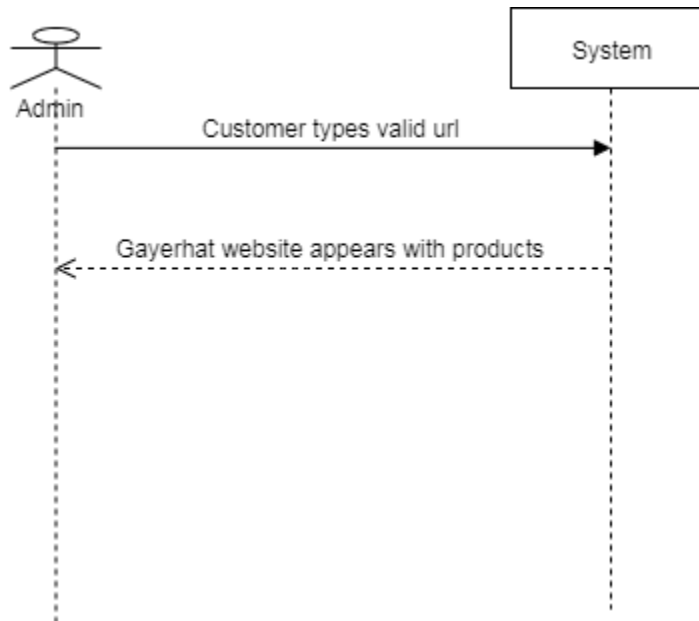 System
Admin
Customer types valid url
Gayerhat website appears with products